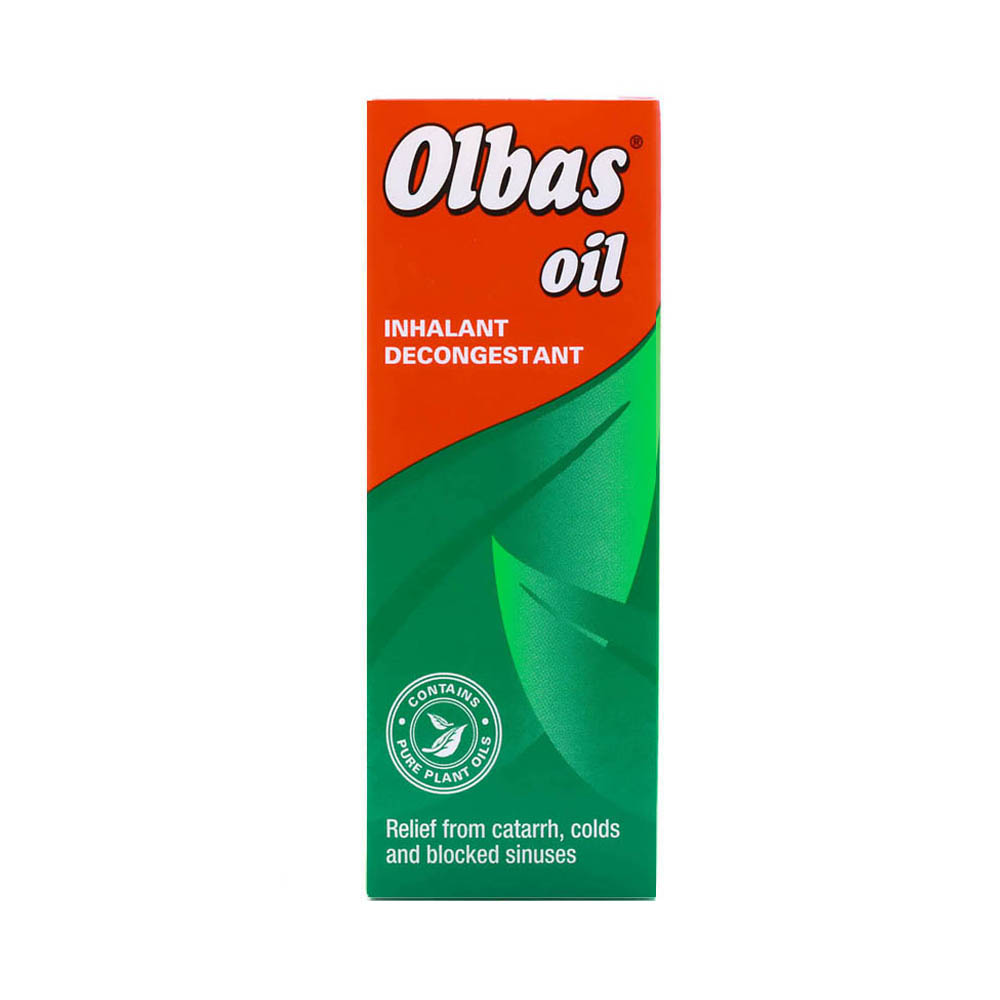 Olbas®
oil
INHALANT
DECONGESTANT
CONTAINS
PURE PLANT OILS
Relief from catarrh, colds
and blocked sinuses